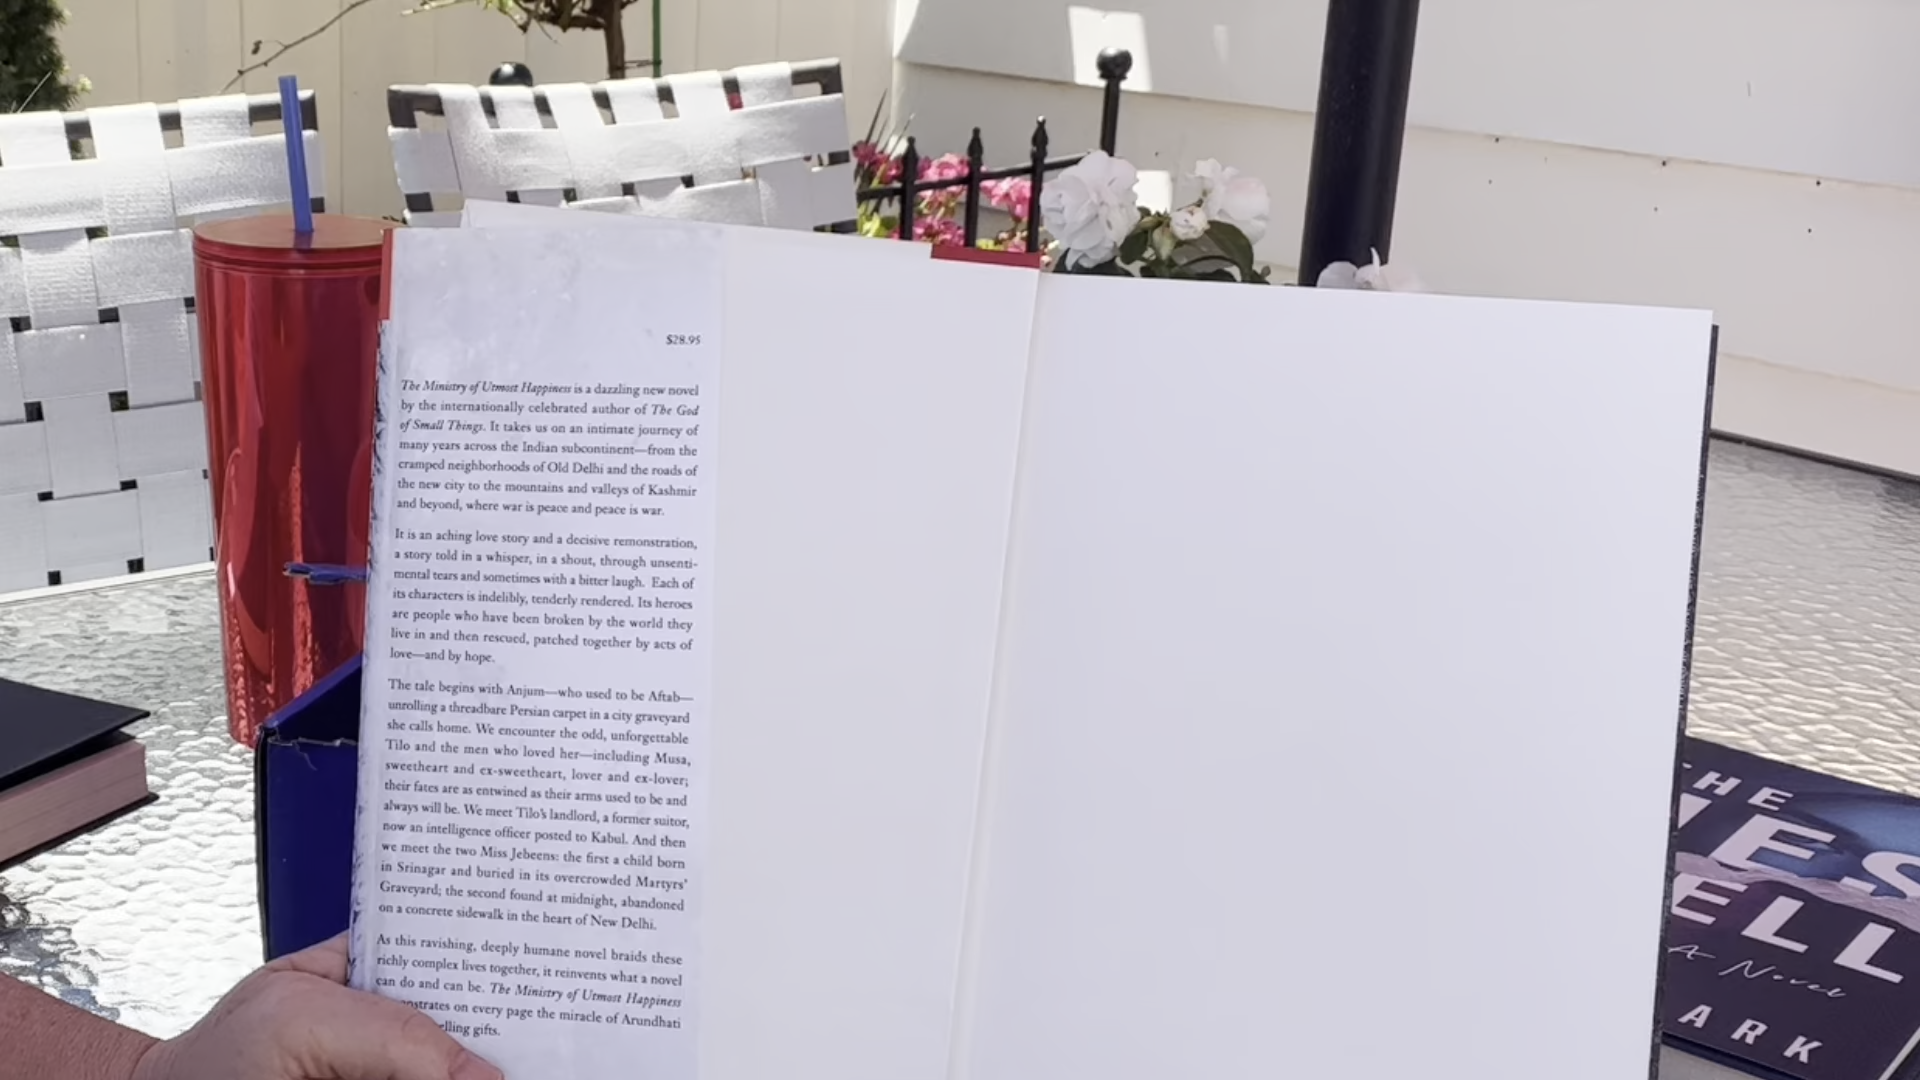 $28.95
The Ministry of Utmost Happiness is a dazzling new novel
by the internationally celebrated author of The God
of Small Things. It takes us on an intimate journey of
many years across the Indian subcontinent—from the
cramped neighborhoods of Old Delhi and the roads of
the new city to the mountains and valleys of Kashmir
and beyond, where war is peace and peace is war.
It is an aching love story and a decisive remonstration,
a story told in a whisper, in a shout, through unsenti-
mental tears and sometimes with a bitter laugh. Each of
its characters is indelibly, tenderly rendered. Its heroes
are people who have been broken by the world they
live in and then rescued, patched together by acts of
love—and by hope.
The tale begins with Anjum—who used to be Aftab—
unrolling a threadbare Persian carpet in a city graveyard
she calls home. We encounter the odd, unforgettable
Tilo and the men who loved her—including Musa,
sweetheart and ex-sweetheart, lover and ex-lover;
their fates are as entwined as their arms used to be and
always will be. We meet Tilo's landlord, a former suitor,
now an intelligence officer posted to Kabul. And then
we meet the two Miss Jebeens: the first a child born
in Srinagar and buried in its overcrowded Martyrs'
Graveyard; the second found at midnight, abandoned
on a concrete sidewalk in the heart of New Delhi.
As this ravishing, deeply humane novel braids these
richly complex lives together, it reinvents what a novel
can do and can be. The Ministry of Utmost Happiness
on every page the miracle of Arundhati
gifts.
A Novel